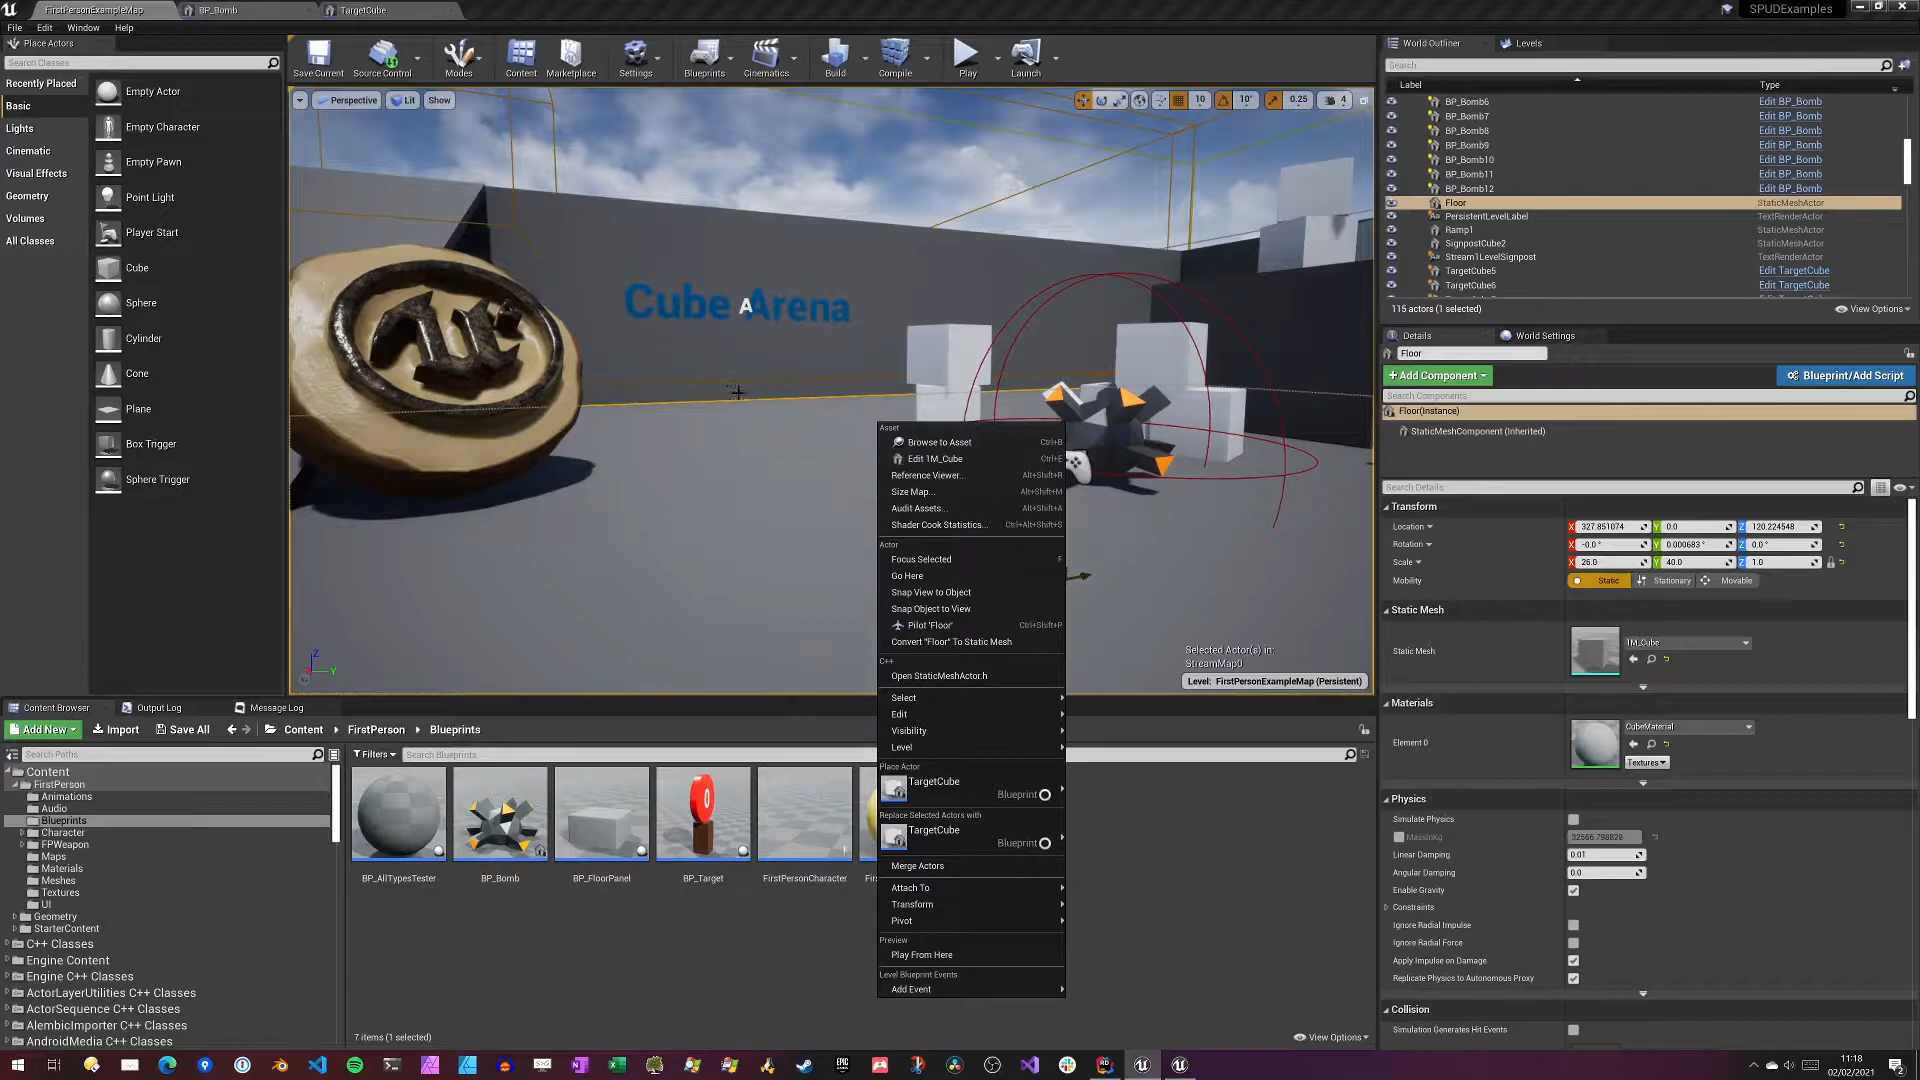 FirstPersonExampleMap
BP_Bomb
TargetCube
SPUDExamples
File Edit Window Help
Place Actors
Search Classes
Recently Placed
Basic
Lights
Cinematic
Visual Effects
Geometry
Volumes
All Classes
Empty Actor
Empty Character
Empty Pawn
Point Light
Player Start
Cube
Sphere
Cylinder
Cone
Plane
Box Trigger
Sphere Trigger
Save Current
Source Control
Modes
Content
Marketplace
Settings
Blueprints
Cinematics
Build
Compile
Play
Launch
Perspective
Lit
Show
10
10°
0.25
4
Cube Arena
A
Selected Actor(s) in:
StreamMap0
Level: FirstPersonExampleMap (Persistent)
Asset
Browse to Asset Ctrl+B
Edit 1M_Cube Ctrl+E
Reference Viewer... Alt+Shift+R
Size Map... Alt+Shift+M
Audit Assets... Alt+Shift+A
Shader Cook Statistics... Ctrl+Alt+Shift+S
Actor
Focus Selected F
Go Here
Snap View to Object
Snap Object to View
Pilot 'Floor' Ctrl+Shift+P
Convert "Floor" To Static Mesh
C++
Open StaticMeshActor.h
Select
Edit
Visibility
Level
Place Actor
TargetCube
Blueprint
Replace Selected Actors with
TargetCube
Blueprint
Merge Actors
Attach To
Transform
Pivot
Preview
Play From Here
Level Blueprint Events
Add Event
World Outliner
Levels
Search...
Label Type
BP_Bomb6 Edit BP_Bomb
BP_Bomb7 Edit BP_Bomb
BP_Bomb8 Edit BP_Bomb
BP_Bomb9 Edit BP_Bomb
BP_Bomb10 Edit BP_Bomb
BP_Bomb11 Edit BP_Bomb
BP_Bomb12 Edit BP_Bomb
Floor StaticMeshActor
PersistentLevelLabel TextRenderActor
Ramp1 StaticMeshActor
SignpostCube2 StaticMeshActor
Stream1LevelSignpost TextRenderActor
TargetCube5 Edit TargetCube
TargetCube6 Edit TargetCube
115 actors (1 selected)
View Options
Details
World Settings
Floor
Add Component
Blueprint/Add Script
Search Components
Floor(Instance)
StaticMeshComponent (Inherited)
Search Details
Transform
Location X 327.851074 Y 0.0 Z 120.224548
Rotation X -0.0 ° Y 0.000683 ° Z 0.0 °
Scale X 26.0 Y 40.0 Z 1.0
Mobility Static Stationary Movable
Static Mesh
Static Mesh 1M_Cube
Materials
Element 0 CubeMaterial
Textures
Physics
Simulate Physics
MassInKg 32566.798828
Linear Damping 0.01
Angular Damping 0.0
Enable Gravity
Constraints
Ignore Radial Impulse
Ignore Radial Force
Apply Impulse on Damage
Replicate Physics to Autonomous Proxy
Collision
Simulation Generates Hit Events
Content Browser
Output Log
Message Log
Add New
Import
Save All
Content
FirstPerson
Blueprints
Search Paths
Filters
Search Blueprints
Content
FirstPerson
Animations
Audio
Blueprints
Character
FPWeapon
Maps
Materials
Meshes
Textures
UI
Geometry
StarterContent
C++ Classes
Engine Content
Engine C++ Classes
ActorLayerUtilities C++ Classes
ActorSequence C++ Classes
AlembicImporter C++ Classes
AndroidMedia C++ Classes
BP_AllTypesTester
BP_Bomb
BP_FloorPanel
BP_Target
FirstPersonCharacter
7 items (1 selected)
View Options
11:18
02/02/2021